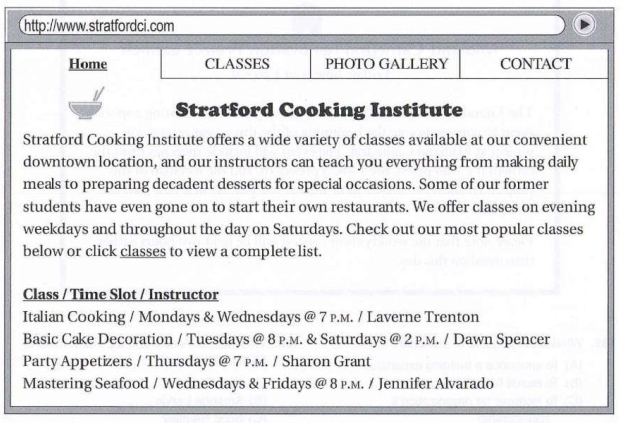 http://www.stratfordci.com
Home CLASSES PHOTO GALLERY CONTACT
Stratford Cooking Institute
Stratford Cooking Institute offers a wide variety of classes available at our convenient
downtown location, and our instructors can teach you everything from making daily
meals to preparing decadent desserts for special occasions. Some of our former
students have even gone on to start their own restaurants. We offer classes on evening
weekdays and throughout the day on Saturdays. Check out our most popular classes
below or click classes to view a complete list.
Class / Time Slot / Instructor
Italian Cooking / Mondays & Wednesdays @ 7 P.M. / Laverne Trenton
Basic Cake Decoration / Tuesdays @ 8 P.M. & Saturdays @ 2 P.M. / Dawn Spencer
Party Appetizers / Thursdays @ 7 P.M. / Sharon Grant
Mastering Seafood / Wednesdays & Fridays @ 8 P.M. / Jennifer Alvarado